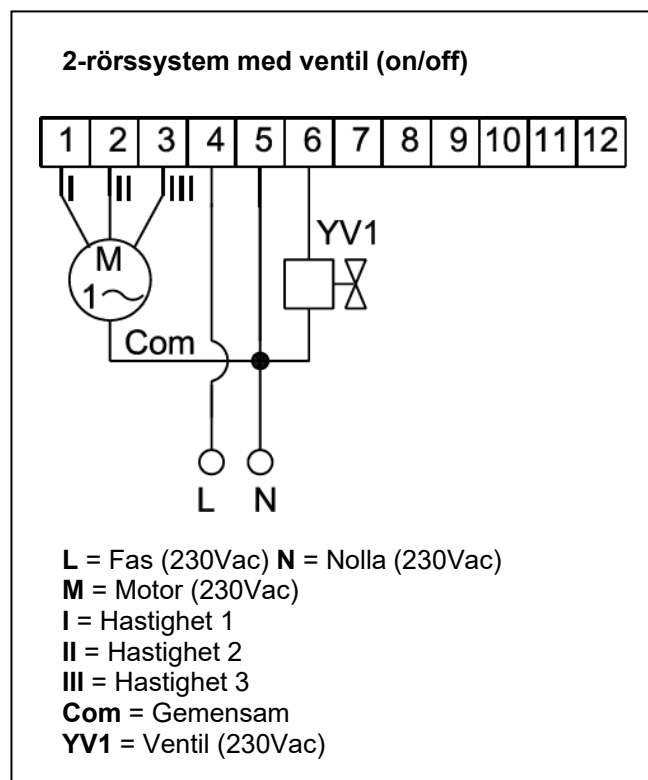 2-rörssystem med ventil (on/off)
1 2 3 4 5 6 7 8 9 10 11 12
I II III
YV1
M
1~
Com
L N
L = Fas (230Vac) N = Nolla (230Vac)
M = Motor (230Vac)
I = Hastighet 1
II = Hastighet 2
III = Hastighet 3
Com = Gemensam
YV1 = Ventil (230Vac)